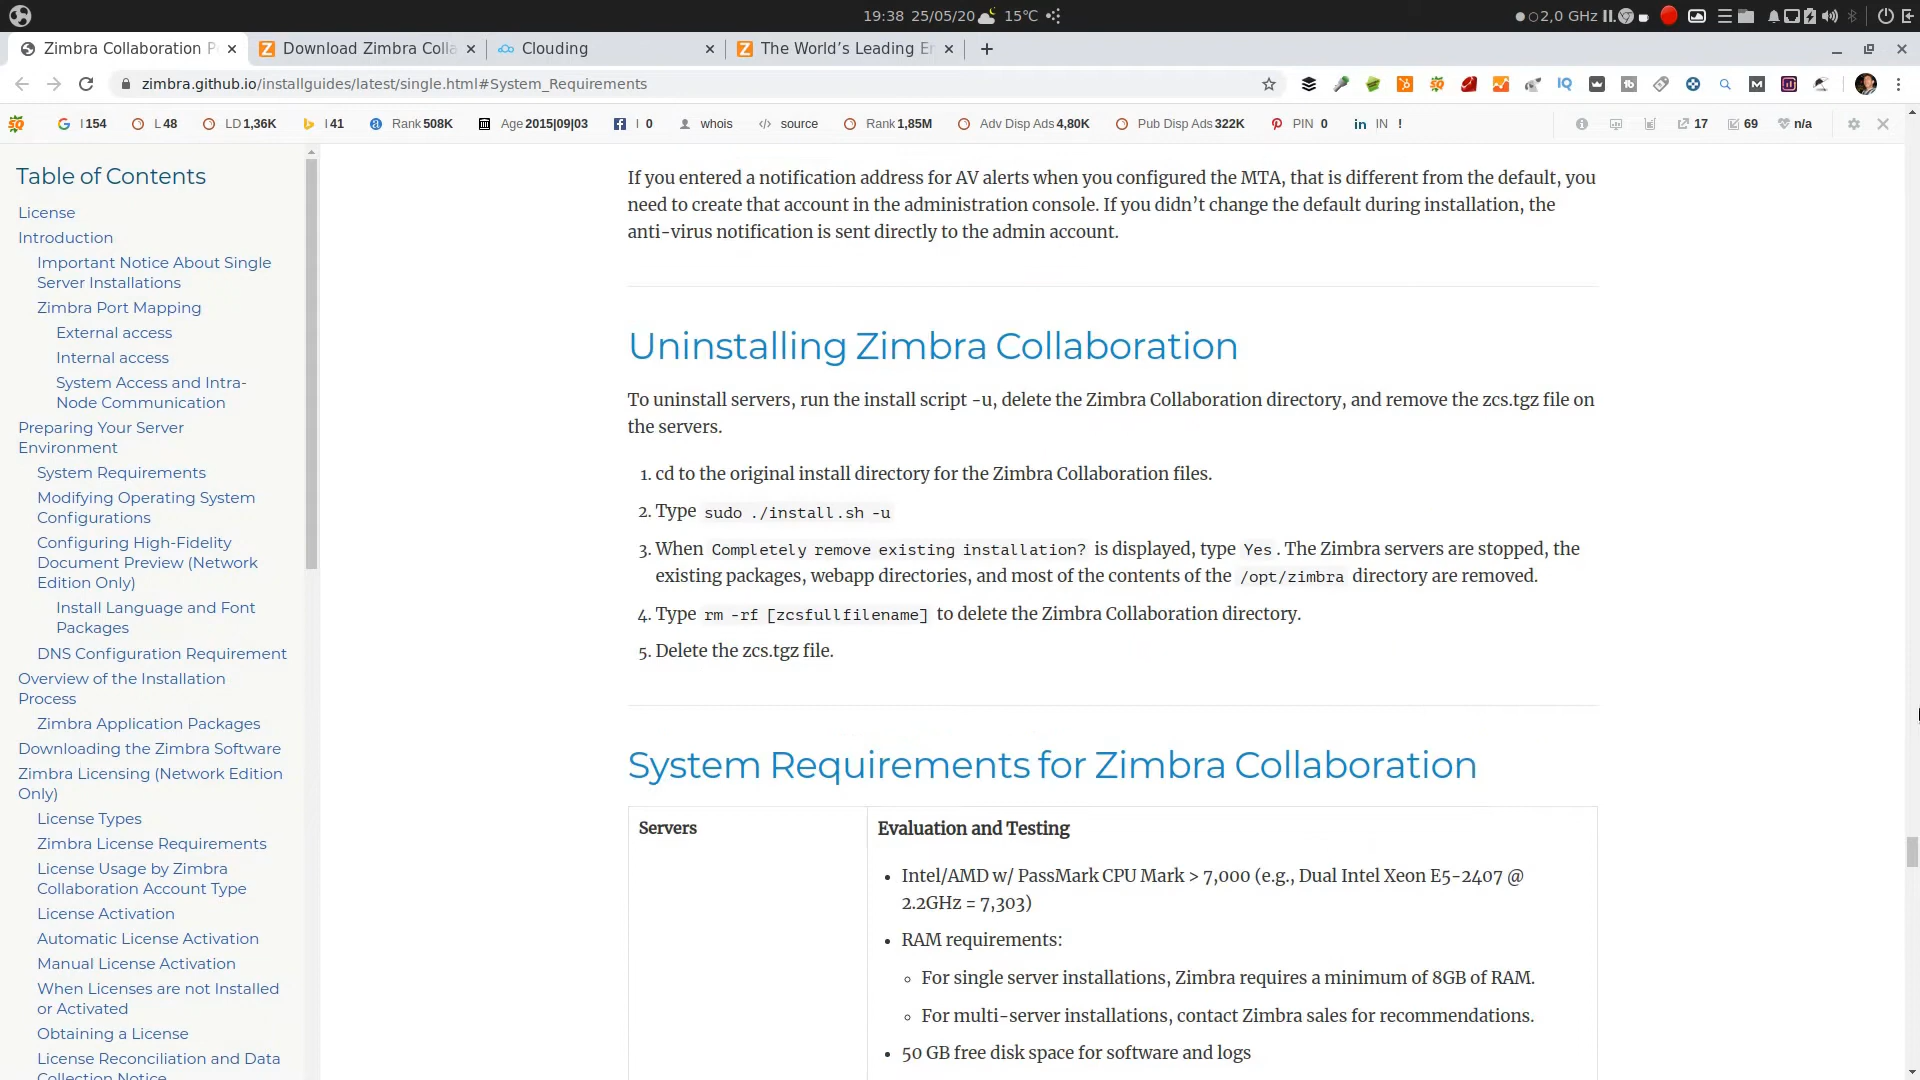 19:38 25/05/20 15°C
2,0 GHz
Zimbra Collaboration P
Download Zimbra Colla
Clouding
The World's Leading E
zimbra.github.io/installguides/latest/single.html#System_Requirements
I 154 L 48 LD 1,36K I 41 Rank 508K Age 2015|09|03 I 0 whois source Rank 1,85M Adv Disp Ads 4,80K Pub Disp Ads 322K PIN 0 IN ! 17 69 n/a
Table of Contents
License
Introduction
Important Notice About Single
Server Installations
Zimbra Port Mapping
External access
Internal access
System Access and Intra-
Node Communication
Preparing Your Server
Environment
System Requirements
Modifying Operating System
Configurations
Configuring High-Fidelity
Document Preview (Network
Edition Only)
Install Language and Font
Packages
DNS Configuration Requirement
Overview of the Installation
Process
Zimbra Application Packages
Downloading the Zimbra Software
Zimbra Licensing (Network Edition
Only)
License Types
Zimbra License Requirements
License Usage by Zimbra
Collaboration Account Type
License Activation
Automatic License Activation
Manual License Activation
When Licenses are not Installed
or Activated
Obtaining a License
License Reconciliation and Data
Collection Notice
If you entered a notification address for AV alerts when you configured the MTA, that is different from the default, you
need to create that account in the administration console. If you didn't change the default during installation, the
anti-virus notification is sent directly to the admin account.
Uninstalling Zimbra Collaboration
To uninstall servers, run the install script -u, delete the Zimbra Collaboration directory, and remove the zcs.tgz file on
the servers.
1. cd to the original install directory for the Zimbra Collaboration files.
2. Type sudo ./install.sh -u
3. When Completely remove existing installation? is displayed, type Yes. The Zimbra servers are stopped, the
existing packages, webapp directories, and most of the contents of the /opt/zimbra directory are removed.
4. Type rm -rf [zcsfullfilename] to delete the Zimbra Collaboration directory.
5. Delete the zcs.tgz file.
System Requirements for Zimbra Collaboration
Servers
Evaluation and Testing
• Intel/AMD w/ PassMark CPU Mark > 7,000 (e.g., Dual Intel Xeon E5-2407 @
2.2GHz = 7,303)
• RAM requirements:
◦ For single server installations, Zimbra requires a minimum of 8GB of RAM.
◦ For multi-server installations, contact Zimbra sales for recommendations.
• 50 GB free disk space for software and logs